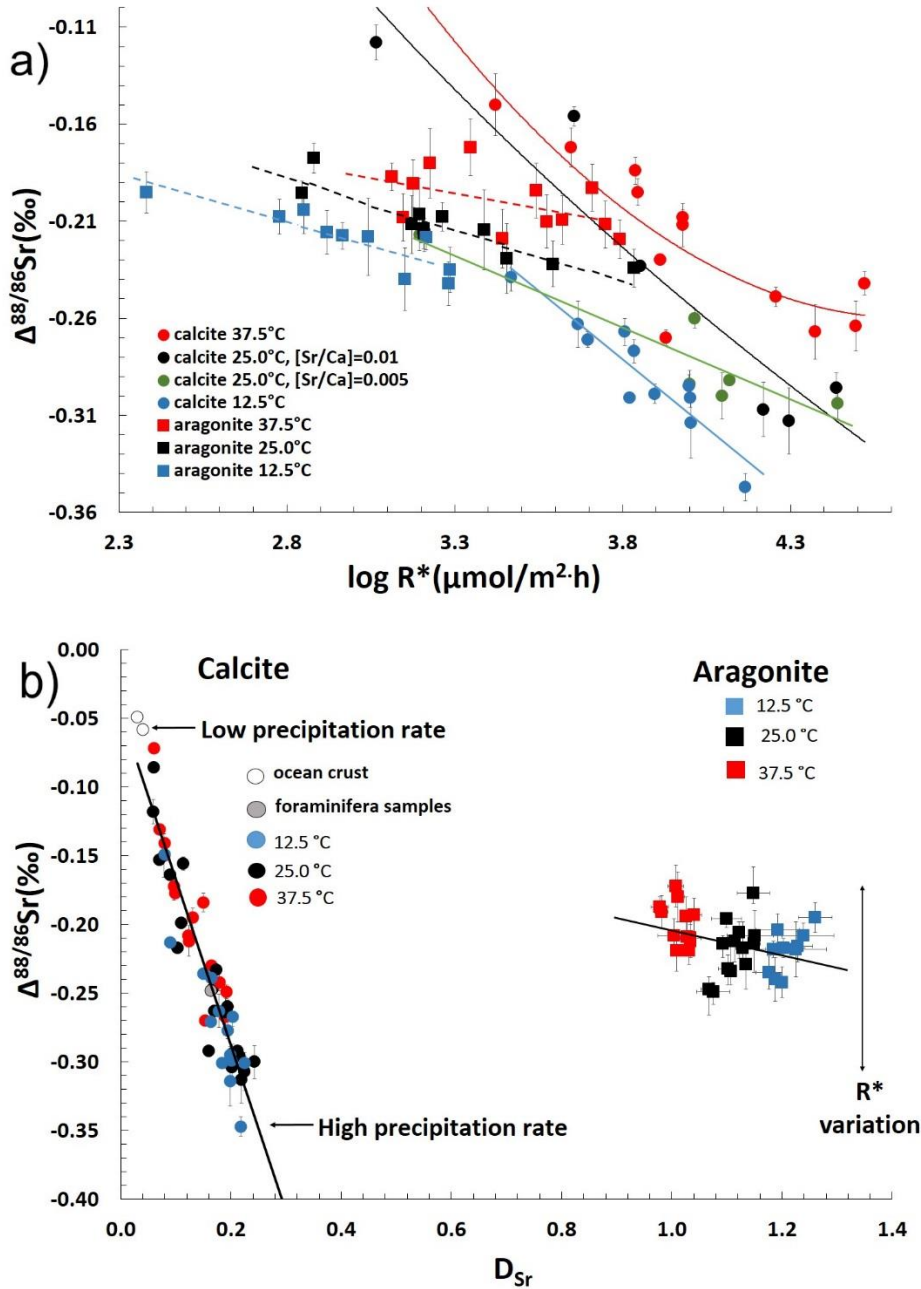 a)
-0.11
-0.16
-0.21
-0.26
-0.31
-0.36
Δ88/86Sr(‰)
calcite 37.5°C
calcite 25.0°C, [Sr/Ca]=0.01
calcite 25.0°C, [Sr/Ca]=0.005
calcite 12.5°C
aragonite 37.5°C
aragonite 25.0°C
aragonite 12.5°C
2.3 2.8 3.3 3.8 4.3
log R*(μmol/m2·h)
b)
0.00
-0.05
-0.10
-0.15
-0.20
-0.25
-0.30
-0.35
-0.40
Δ88/86Sr(‰)
Calcite
Low precipitation rate
ocean crust
foraminifera samples
12.5 °C
25.0 °C
37.5 °C
High precipitation rate
Aragonite
12.5 °C
25.0 °C
37.5 °C
R*
variation
0.0 0.2 0.4 0.6 0.8 1.0 1.2 1.4
DSr